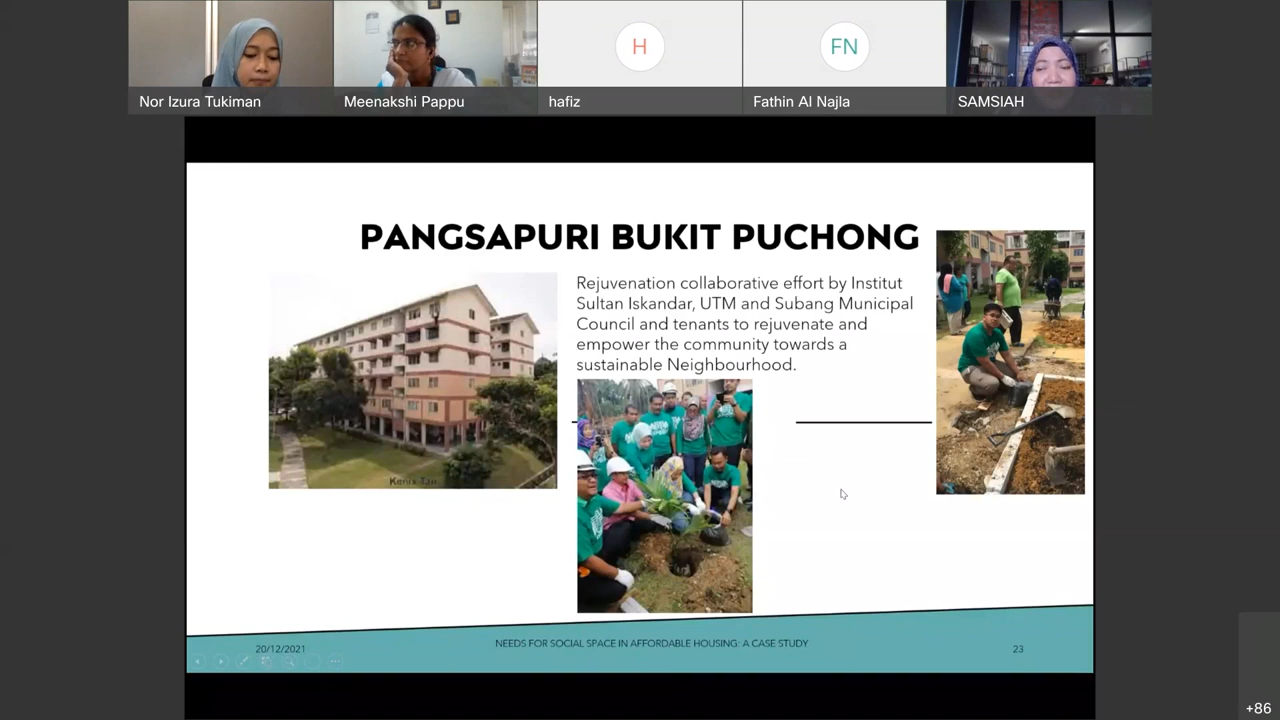 H
FN
Nor Izura Tukiman
Meenakshi Pappu
hafiz
Fathin Al Najla
SAMSIAH
PANGSAPURI BUKIT PUCHONG
Rejuvenation collaborative effort by Institut
Sultan Iskandar, UTM and Subang Municipal
Council and tenants to rejuvenate and
empower the community towards a
sustainable Neighbourhood.
Kenix Tan
20/12/2021
NEEDS FOR SOCIAL SPACE IN AFFORDABLE HOUSING: A CASE STUDY
23
+86